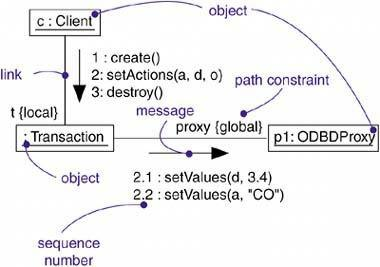 c : Client
object
link
1 : create()
2: setActions(a, d, o)
3: destroy()
path constraint
t {local}
message
proxy {global}
: Transaction
p1: ODBDProxy
object
2.1 : setValues(d, 3.4)
2.2 : setValues(a, "CO")
sequence
number